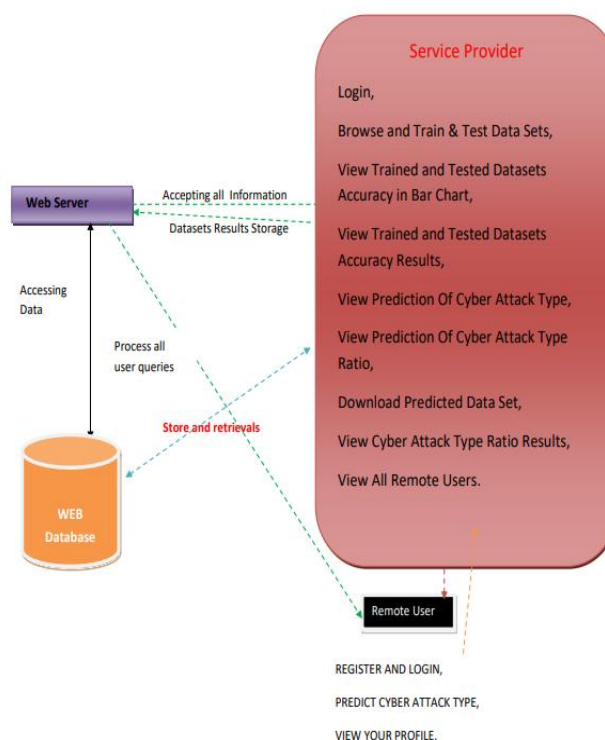 Service Provider
Login,
Browse and Train & Test Data Sets,
View Trained and Tested Datasets
Accuracy in Bar Chart,
View Trained and Tested Datasets
Accuracy Results,
View Prediction Of Cyber Attack Type,
View Prediction Of Cyber Attack Type
Ratio,
Download Predicted Data Set,
View Cyber Attack Type Ratio Results,
View All Remote Users.
Web Server
Accepting all Information
Datasets Results Storage
Accessing
Data
Process all
user queries
Store and retrievals
WEB
Database
Remote User
REGISTER AND LOGIN,
PREDICT CYBER ATTACK TYPE,
VIEW YOUR PROFILE.